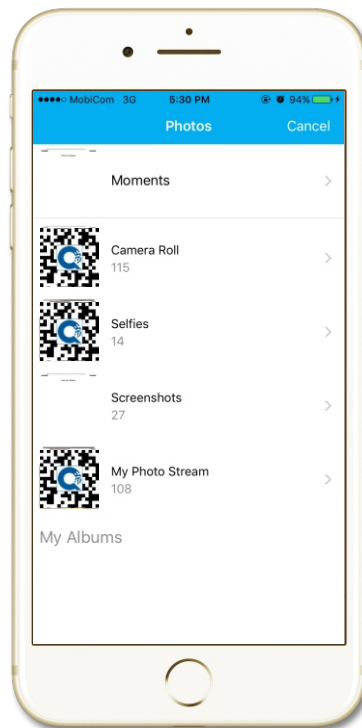 MobiCom 3G 5:30 PM 94%
Photos Cancel
Moments
Camera Roll
115
Selfies
14
Screenshots
27
My Photo Stream
108
My Albums